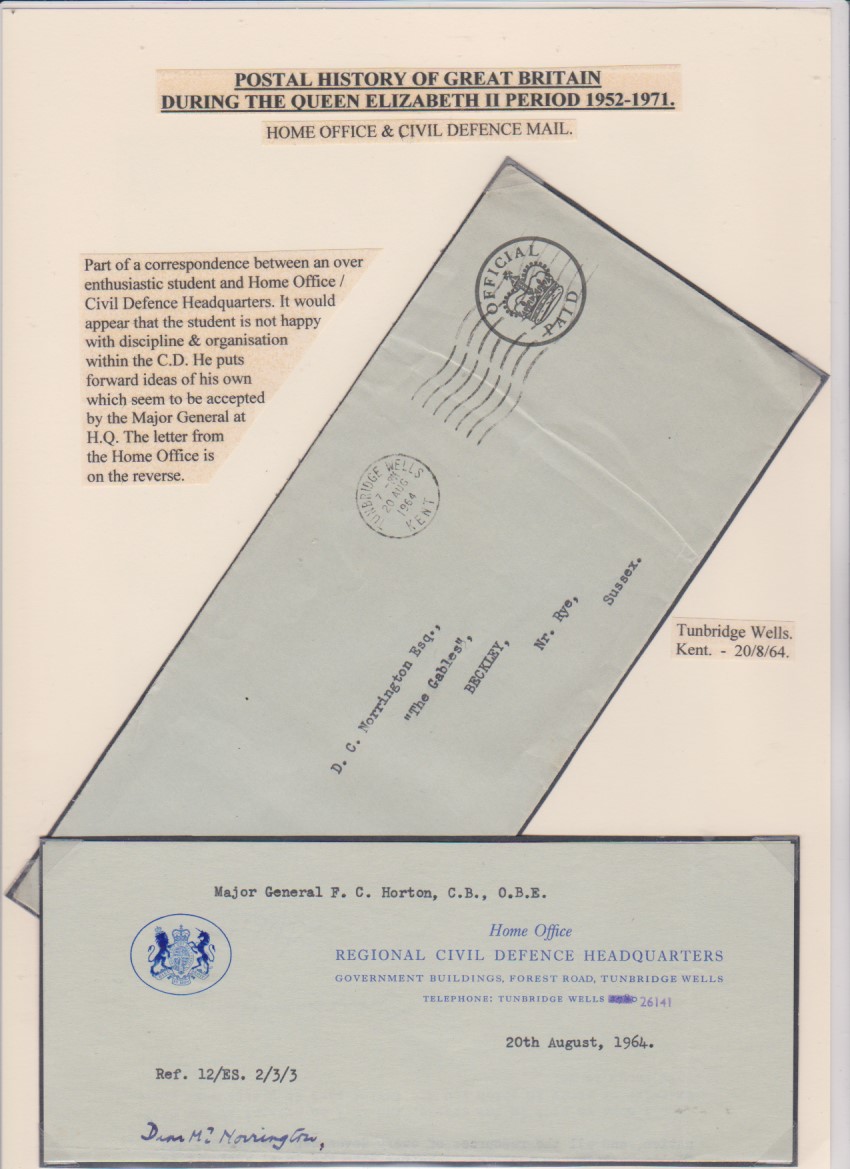 POSTAL HISTORY OF GREAT BRITAIN
DURING THE QUEEN ELIZABETH II PERIOD 1952-1971.
HOME OFFICE & CIVIL DEFENCE MAIL.
Part of a correspondence between an over
enthusiastic student and Home Office /
Civil Defence Headquarters. It would
appear that the student is not happy
with discipline & organisation
within the C.D. He puts
forward ideas of his own
which seem to be accepted
by the Major General at
H.Q. The letter from
the Home Office is
on the reverse.
OFFICIAL
PAID
TUNBRIDGE WELLS
20 AUG
1964
KENT
D. C. Norrington Esq.,
"The Gables",
BECKLEY,
Nr. Rye,
Sussex.
Tunbridge Wells.
Kent. - 20/8/64.
Major General F. C. Horton, C.B., O.B.E.
Home Office
REGIONAL CIVIL DEFENCE HEADQUARTERS
GOVERNMENT BUILDINGS, FOREST ROAD, TUNBRIDGE WELLS
TELEPHONE: TUNBRIDGE WELLS 26141
20th August, 1964.
Ref. 12/ES. 2/3/3
Dear Mr Norrington,